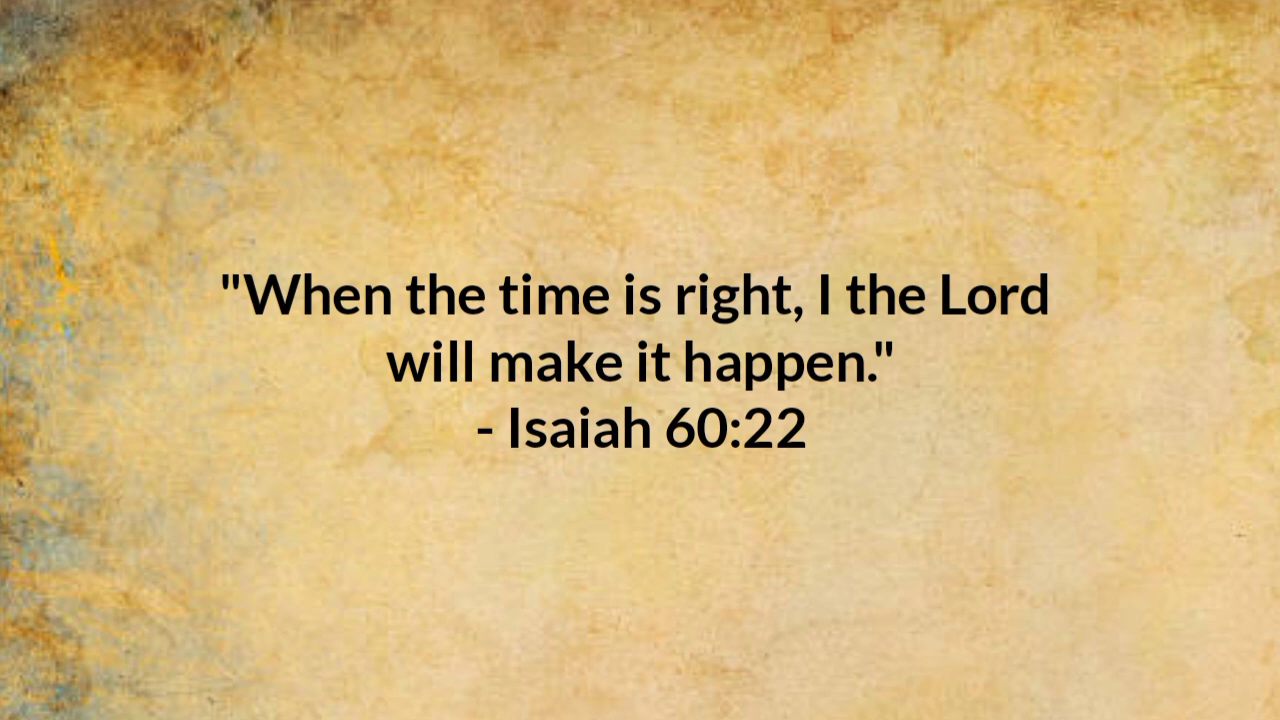 "When the time is right, I the Lord
will make it happen."
- Isaiah 60:22